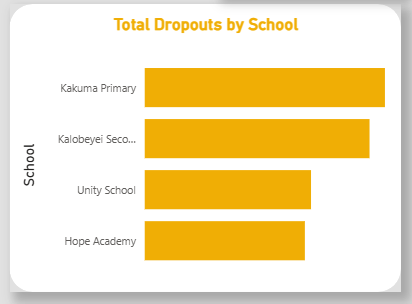 Total Dropouts by School
School
Kakuma Primary
Kalobeyei Seco...
Unity School
Hope Academy